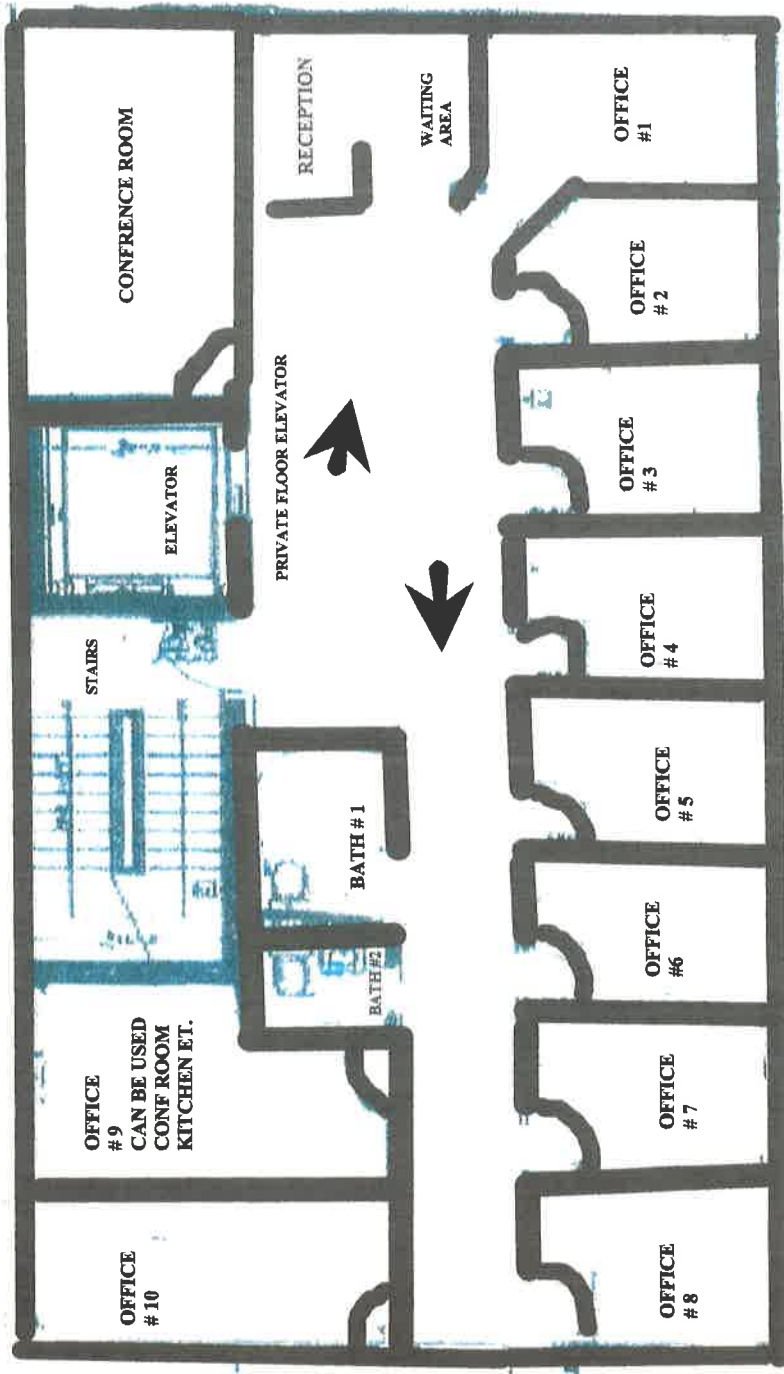 OFFICE
# 10
OFFICE
# 9
CAN BE USED
CONF ROOM
KITCHEN ET.
STAIRS
ELEVATOR
CONFRENCE ROOM
BATH #2
BATH # 1
PRIVATE FLOOR ELEVATOR
RECEPTION
WAITING
AREA
OFFICE
# 8
OFFICE
# 7
OFFICE
#6
OFFICE
# 5
OFFICE
# 4
OFFICE
# 3
OFFICE
# 2
OFFICE
#1